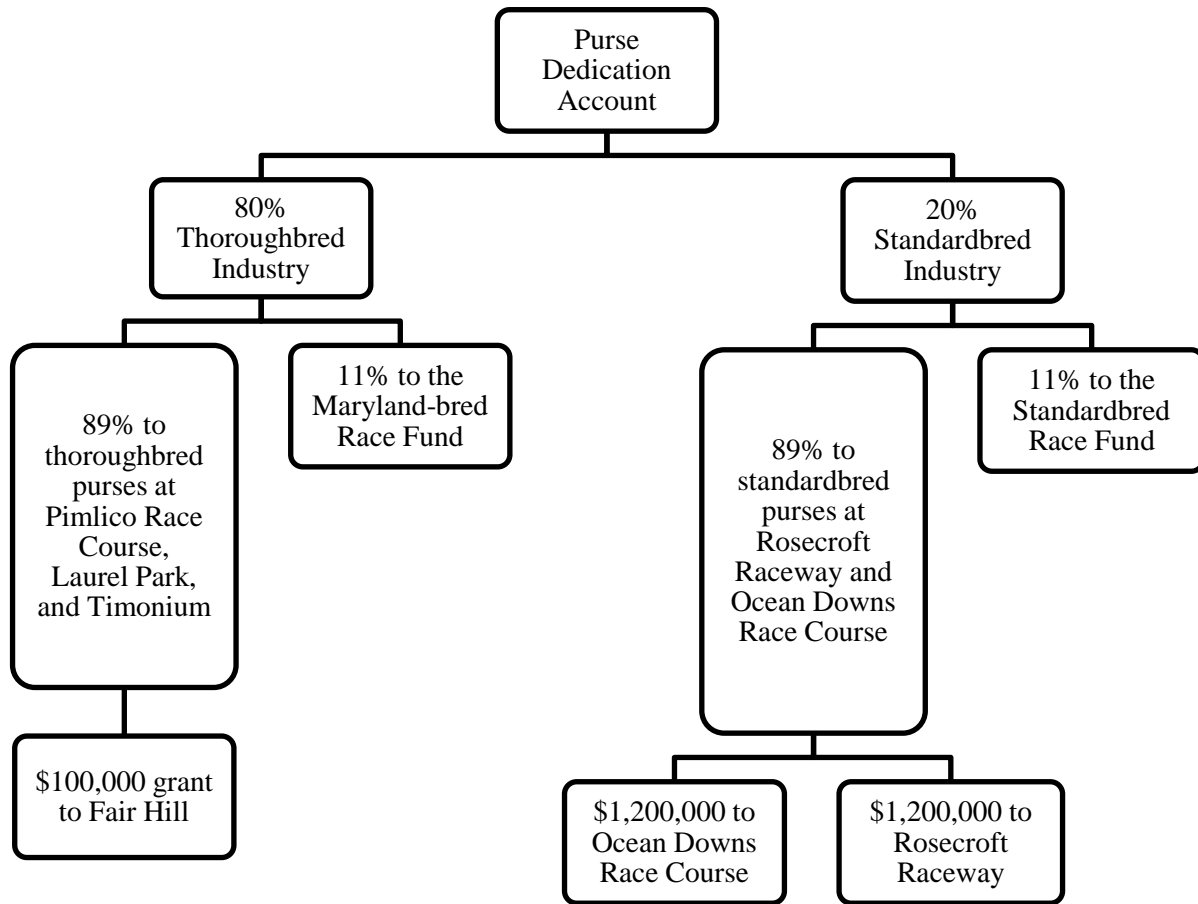 Purse
Dedication
Account
80%
Thoroughbred
Industry
20%
Standardbred
Industry
89% to
thoroughbred
purses at
Pimlico Race
Course,
Laurel Park,
and Timonium
11% to the
Maryland-bred
Race Fund
89% to
standardbred
purses at
Rosecroft
Raceway and
Ocean Downs
Race Course
11% to the
Standardbred
Race Fund
$100,000 grant
to Fair Hill
$1,200,000 to
Ocean Downs
Race Course
$1,200,000 to
Rosecroft
Raceway